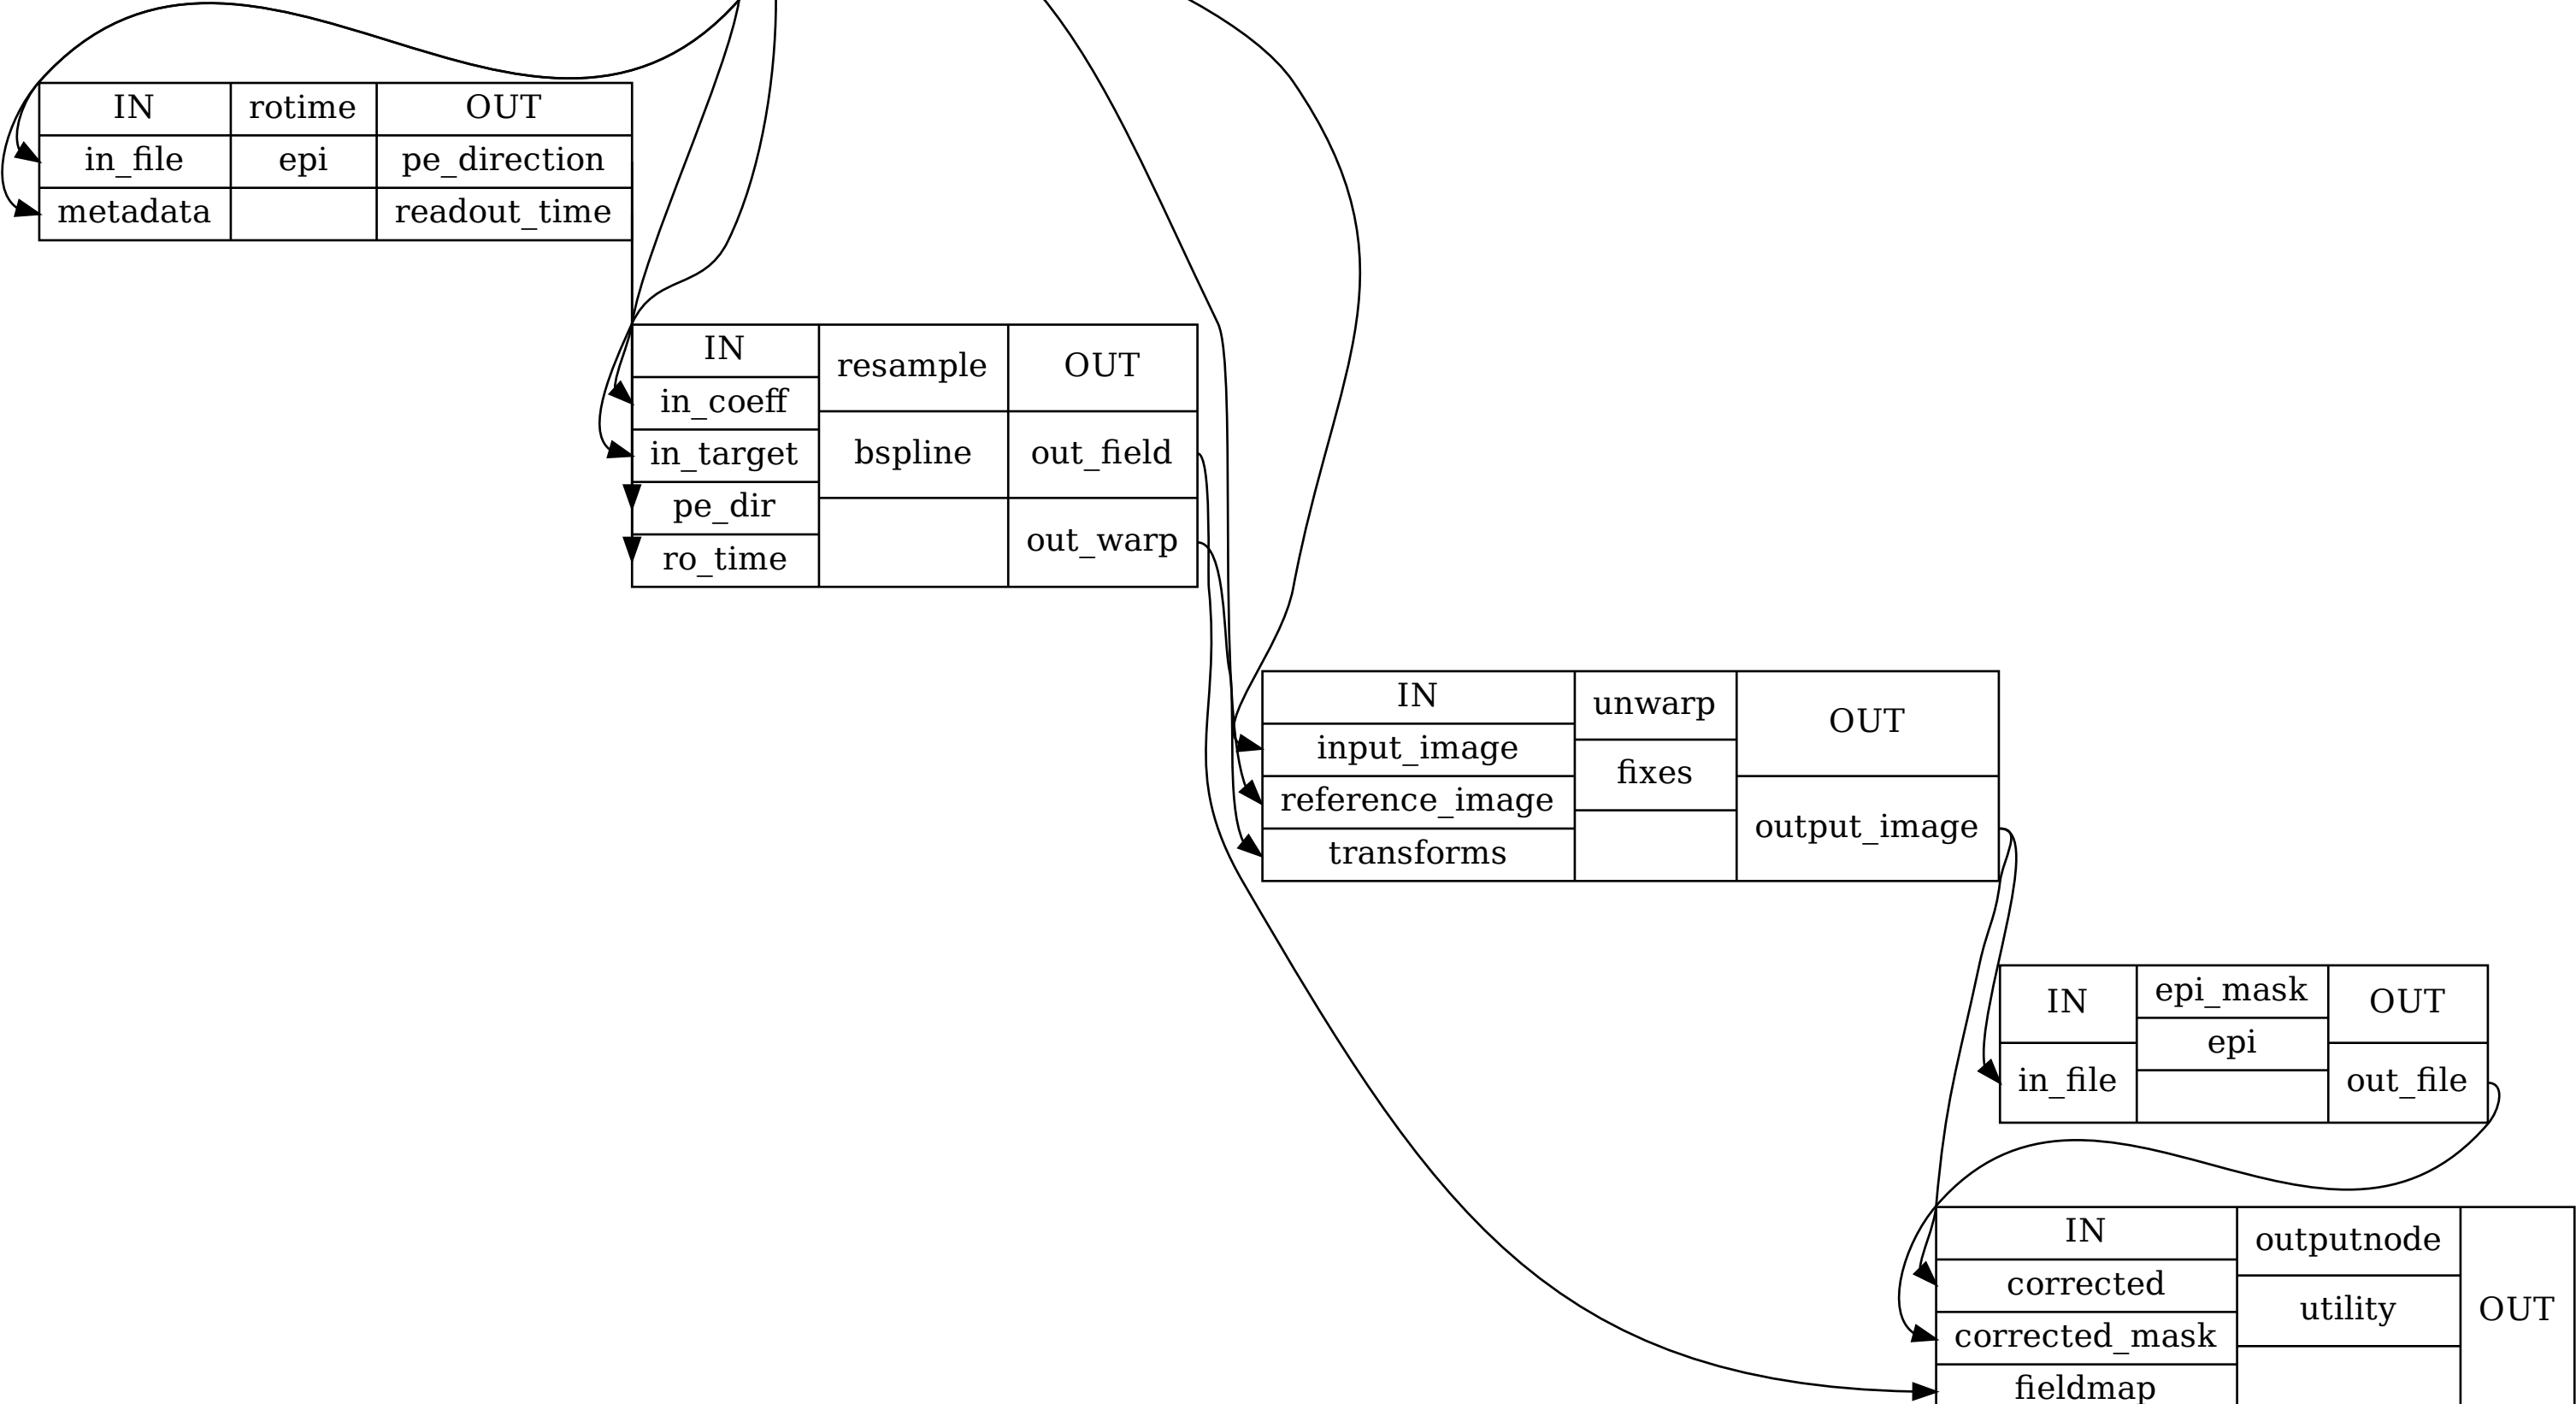 IN rotime OUT
in_file epi pe_direction
metadata readout_time
IN resample OUT
in_coeff
in_target bspline out_field
pe_dir
ro_time out_warp
IN unwarp OUT
input_image fixes
reference_image output_image
transforms
IN epi_mask OUT
epi
in_file out_file
IN outputnode
corrected utility OUT
corrected_mask
fieldmap